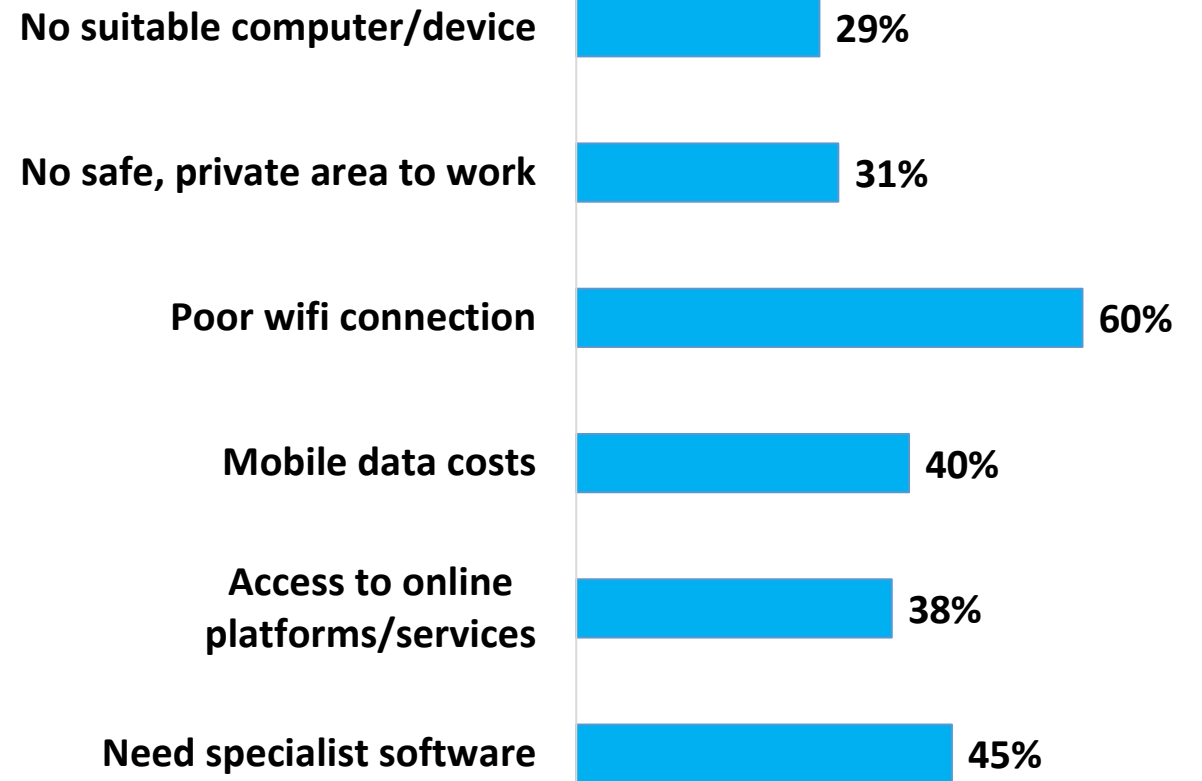 No suitable computer/device 29%
No safe, private area to work 31%
Poor wifi connection 60%
Mobile data costs 40%
Access to online
platforms/services 38%
Need specialist software 45%